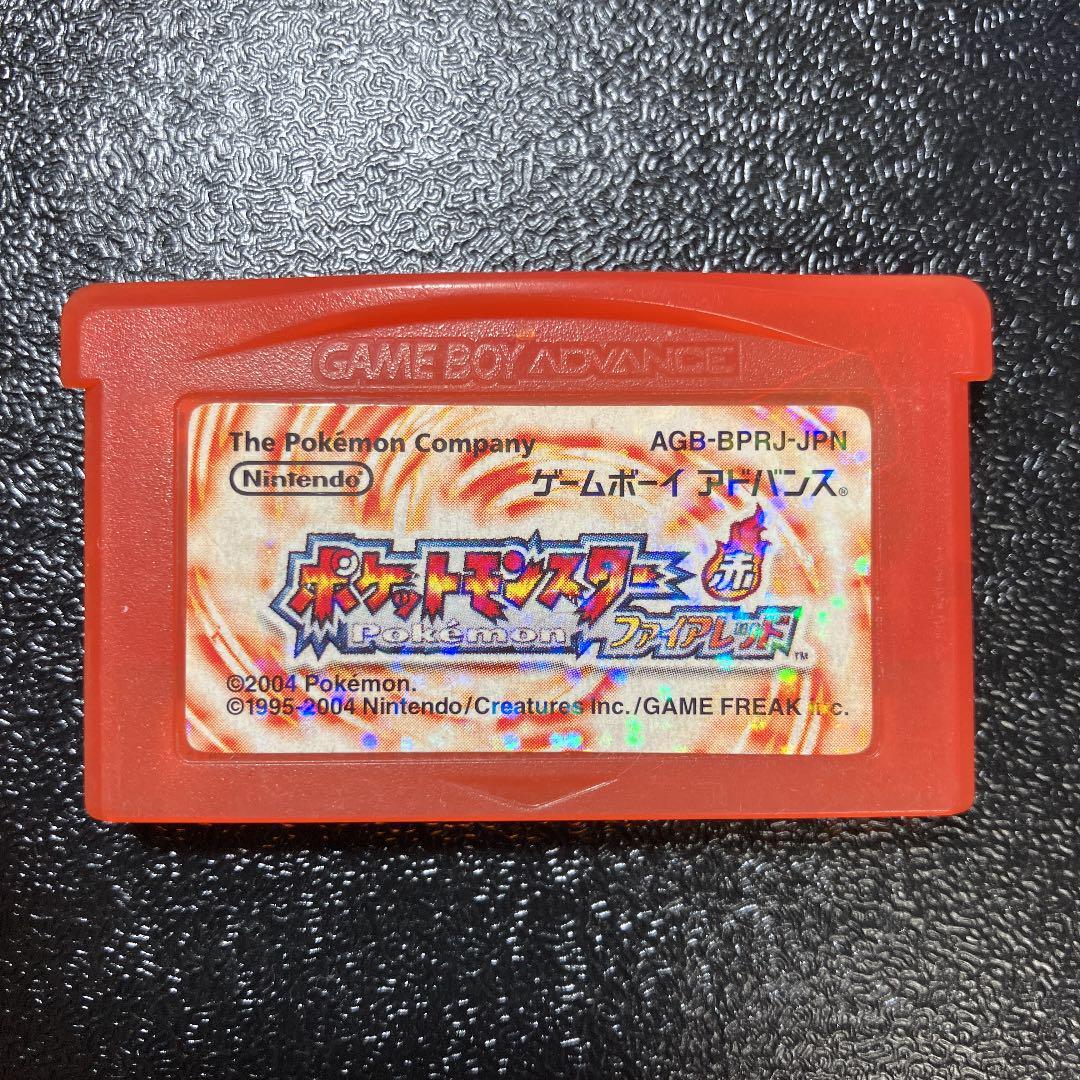 GAME BOY ADVANCE
The Pokémon Company
AGB-BPRJ-JPN
Nintendo®
ゲームボーイ アドバンス®
ポケットモンスター
赤
Pokémon
ファイアレッド™
©2004 Pokémon.
©1995-2004 Nintendo/Creatures Inc./GAME FREAK inc.